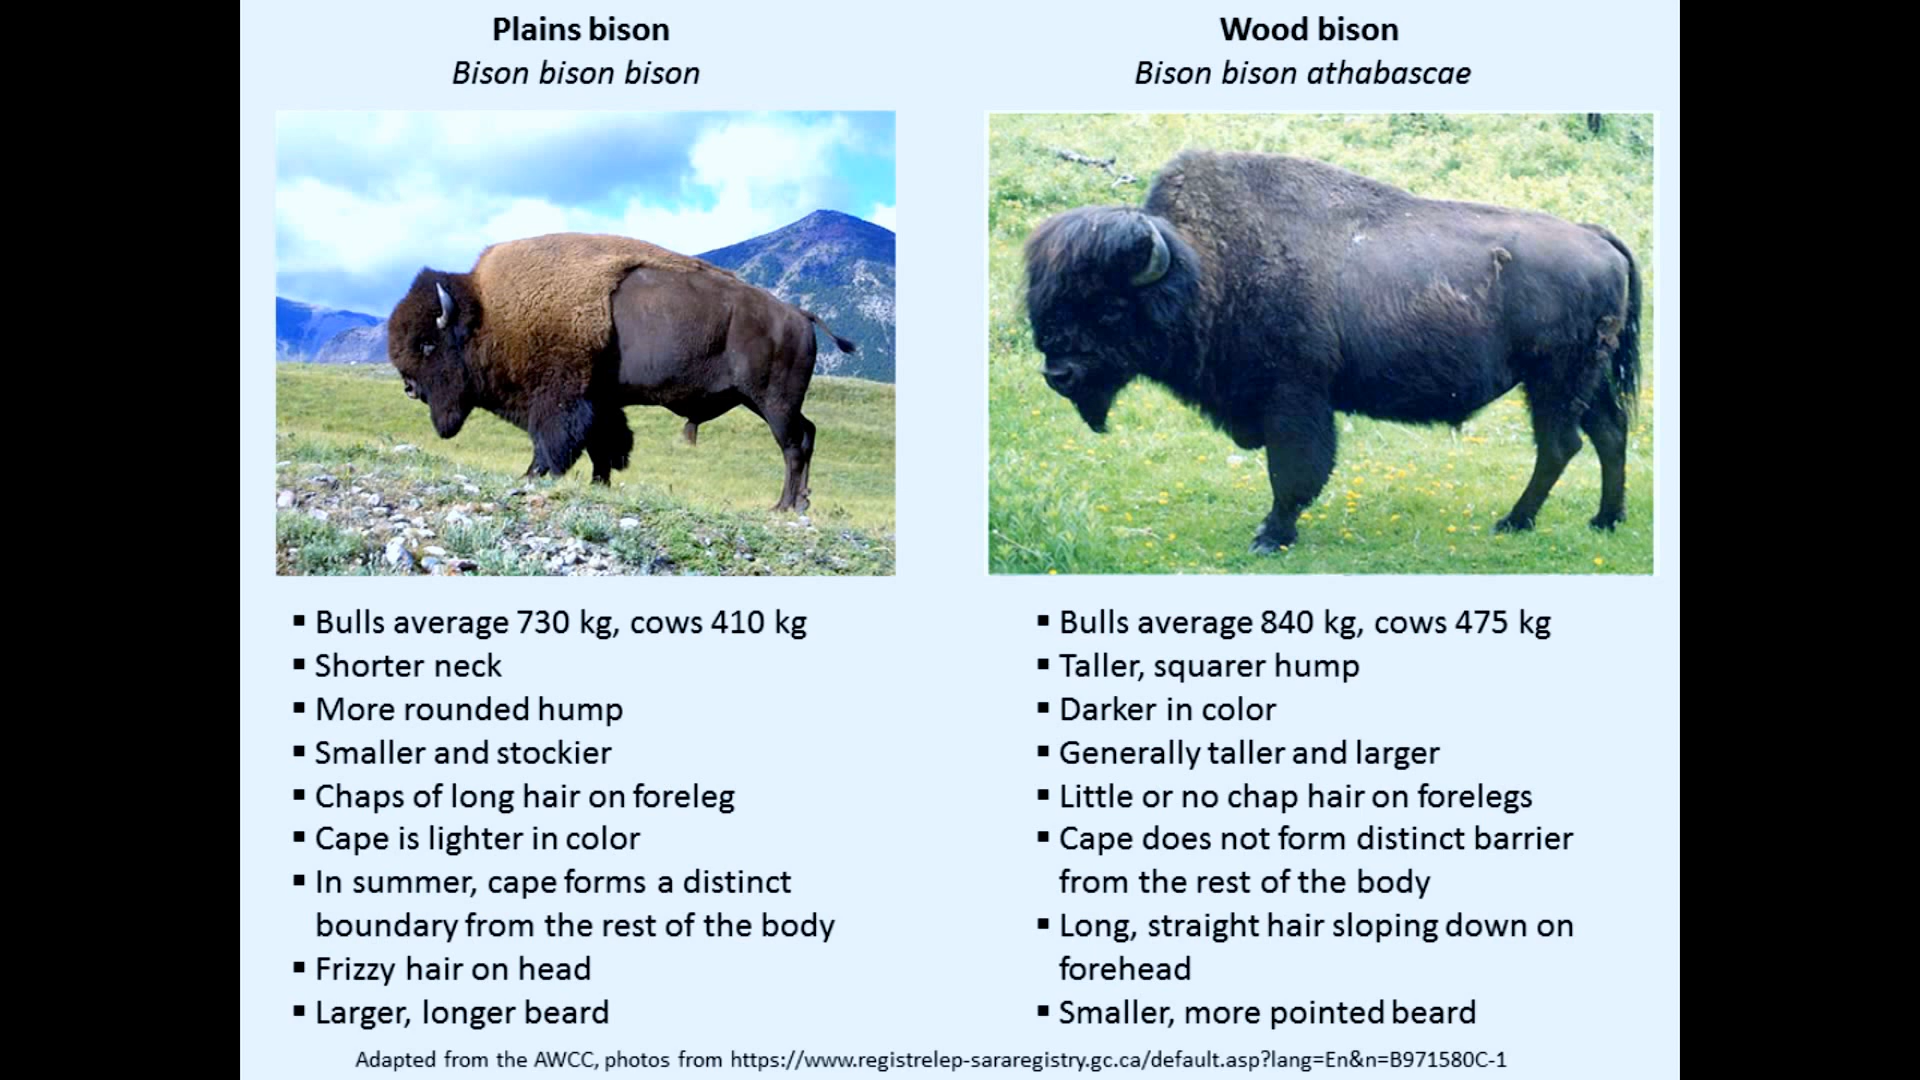 Plains bison
Bison bison bison
▪ Bulls average 730 kg, cows 410 kg
▪ Shorter neck
▪ More rounded hump
▪ Smaller and stockier
▪ Chaps of long hair on foreleg
▪ Cape is lighter in color
▪ In summer, cape forms a distinct
boundary from the rest of the body
▪ Frizzy hair on head
▪ Larger, longer beard
Wood bison
Bison bison athabascae
▪ Bulls average 840 kg, cows 475 kg
▪ Taller, squarer hump
▪ Darker in color
▪ Generally taller and larger
▪ Little or no chap hair on forelegs
▪ Cape does not form distinct barrier
from the rest of the body
▪ Long, straight hair sloping down on
forehead
▪ Smaller, more pointed beard
Adapted from the AWCC, photos from https://www.registrelep-sararegistry.gc.ca/default.asp?lang=En&n=B971580C-1